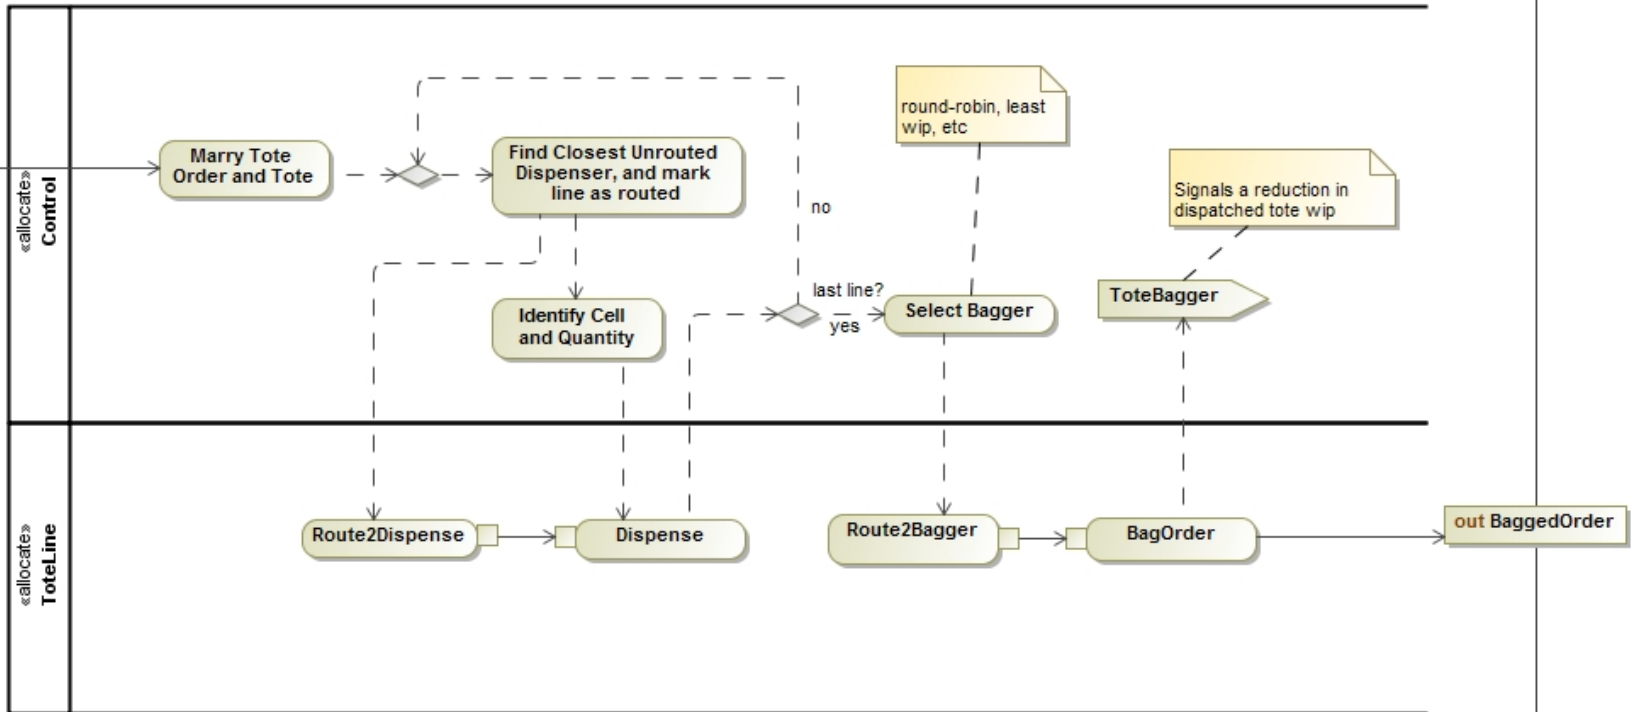 «allocate»
Control
Marry Tote
Order and Tote
Find Closest Unrouted
Dispenser, and mark
line as routed
no
round-robin, least
wip, etc
Signals a reduction in
dispatched tote wip
Identify Cell
and Quantity
last line?
yes
Select Bagger
ToteBagger
«allocate»
ToteLine
Route2Dispense
Dispense
Route2Bagger
BagOrder
out BaggedOrder